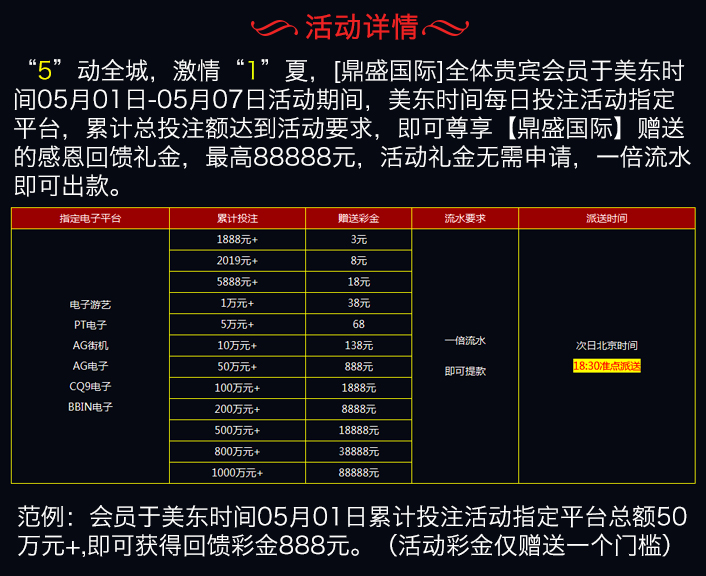 活动详情
“5”动全城，激情“1”夏，[鼎盛国际]全体贵宾会员于美东时
间05月01日-05月07日活动期间，美东时间每日投注活动指定
平台，累计总投注额达到活动要求，即可尊享【鼎盛国际】赠送
的感恩回馈礼金，最高88888元，活动礼金无需申请，一倍流水
即可出款。
指定电子平台 累计投注 赠送彩金 流水要求 派送时间
1888元+ 3元
2019元+ 8元
5888元+ 18元
1万元+ 38元
5万元+ 68
10万元+ 138元
50万元+ 888元
100万元+ 1888元
200万元+ 8888元
500万元+ 18888元
800万元+ 38888元
1000万元+ 88888元
电子游艺
PT电子
AG街机
AG电子
CQ9电子
BBIN电子
一倍流水
即可提款
次日北京时间
18:30准点派送
范例：会员于美东时间05月01日累计投注活动指定平台总额50
万元+,即可获得回馈彩金888元。（活动彩金仅赠送一个门槛）